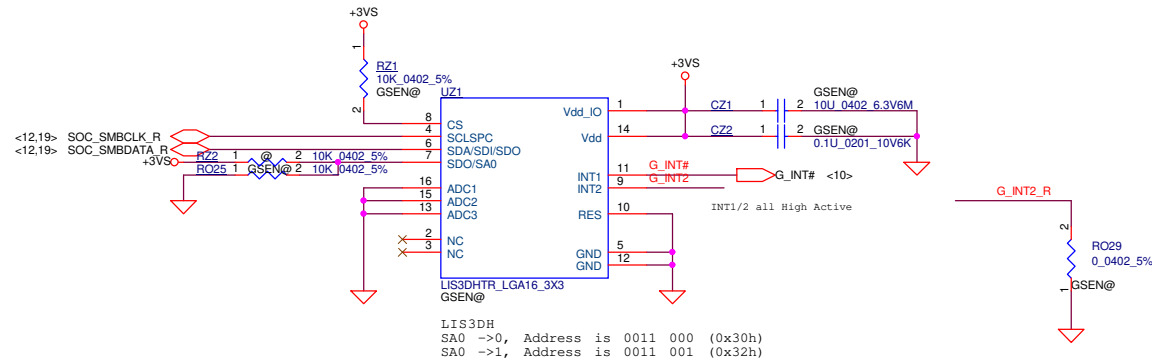 +3VS
1
RZ1
10K_0402_5%
GSEN@
2
UZ1
+3VS
GSEN@
CZ1 1 2 10U_0402_6.3V6M
CZ2 1 2 GSEN@
0.1U_0201_10V6K
8 CS
Vdd_IO 1
<12,19> SOC_SMBCLK_R 4 SCLSPC
Vdd 14
<12,19> SOC_SMBDATA_R 6 SDA/SDI/SDO
+3VS RZ2 1 @ 2 10K_0402_5% 7 SDO/SA0
RO25 1 GSEN@ 2 10K_0402_5%
INT1 11 G_INT# G_INT# <10>
INT2 9 G_INT2
INT1/2 all High Active
16 ADC1
15 ADC2
13 ADC3
RES 10
2 NC
3 NC
GND 5
GND 12
LIS3DHTR_LGA16_3X3
GSEN@
G_INT2_R
2
RO29
0_0402_5%
1 GSEN@
LIS3DH
SA0 ->0, Address is 0011 000 (0x30h)
SA0 ->1, Address is 0011 001 (0x32h)